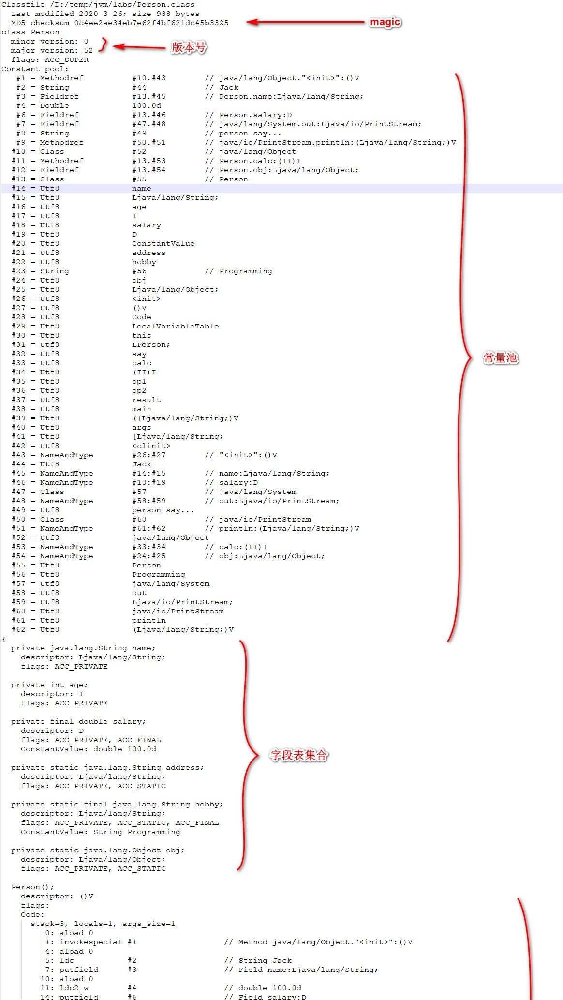 Classfile /D:/temp/jvm/labs/Person.class
Last modified 2020-3-26; size 938 bytes
MD5 checksum 0c4ee2ae34eb7e62f4bf621dc45b3325
magic
class Person
minor version: 0
major version: 52
版本号
flags: ACC_SUPER
Constant pool:
#1 = Methodref #10.#43 // java/lang/Object."<init>":()V
#2 = String #44 // Jack
#3 = Fieldref #13.#45 // Person.name:Ljava/lang/String;
#4 = Double 100.0d
#6 = Fieldref #13.#46 // Person.salary:D
#7 = Fieldref #47.#48 // java/lang/System.out:Ljava/io/PrintStream;
#8 = String #49 // person say...
#9 = Methodref #50.#51 // java/io/PrintStream.println:(Ljava/lang/String;)V
#10 = Class #52 // java/lang/Object
#11 = Methodref #13.#53 // Person.calc:(II)I
#12 = Fieldref #13.#54 // Person.obj:Ljava/lang/Object;
#13 = Class #55 // Person
#14 = Utf8 name
#15 = Utf8 Ljava/lang/String;
#16 = Utf8 age
#17 = Utf8 I
#18 = Utf8 salary
#19 = Utf8 D
#20 = Utf8 ConstantValue
#21 = Utf8 address
#22 = Utf8 hobby
#23 = String #56 // Programming
#24 = Utf8 obj
#25 = Utf8 Ljava/lang/Object;
#26 = Utf8 <init>
#27 = Utf8 ()V
#28 = Utf8 Code
#29 = Utf8 LocalVariableTable
#30 = Utf8 this
#31 = Utf8 LPerson;
#32 = Utf8 say
#33 = Utf8 calc
常量池
#34 = Utf8 (II)I
#35 = Utf8 op1
#36 = Utf8 op2
#37 = Utf8 result
#38 = Utf8 main
#39 = Utf8 ([Ljava/lang/String;)V
#40 = Utf8 args
#41 = Utf8 [Ljava/lang/String;
#42 = Utf8 <clinit>
#43 = NameAndType #26:#27 // "<init>":()V
#44 = Utf8 Jack
#45 = NameAndType #14:#15 // name:Ljava/lang/String;
#46 = NameAndType #18:#19 // salary:D
#47 = Class #57 // java/lang/System
#48 = NameAndType #58:#59 // out:Ljava/io/PrintStream;
#49 = Utf8 person say...
#50 = Class #60 // java/io/PrintStream
#51 = NameAndType #61:#62 // println:(Ljava/lang/String;)V
#52 = Utf8 java/lang/Object
#53 = NameAndType #33:#34 // calc:(II)I
#54 = NameAndType #24:#25 // obj:Ljava/lang/Object;
#55 = Utf8 Person
#56 = Utf8 Programming
#57 = Utf8 java/lang/System
#58 = Utf8 out
#59 = Utf8 Ljava/io/PrintStream;
#60 = Utf8 java/io/PrintStream
#61 = Utf8 println
#62 = Utf8 (Ljava/lang/String;)V
{
private java.lang.String name;
descriptor: Ljava/lang/String;
flags: ACC_PRIVATE
private int age;
descriptor: I
flags: ACC_PRIVATE
private final double salary;
descriptor: D
flags: ACC_PRIVATE, ACC_FINAL
ConstantValue: double 100.0d
字段表集合
private static java.lang.String address;
descriptor: Ljava/lang/String;
flags: ACC_PRIVATE, ACC_STATIC
private static final java.lang.String hobby;
descriptor: Ljava/lang/String;
flags: ACC_PRIVATE, ACC_STATIC, ACC_FINAL
ConstantValue: String Programming
private static java.lang.Object obj;
descriptor: Ljava/lang/Object;
flags: ACC_PRIVATE, ACC_STATIC
Person();
descriptor: ()V
flags:
Code:
stack=3, locals=1, args_size=1
0: aload_0
1: invokespecial #1 // Method java/lang/Object."<init>":()V
4: aload_0
5: ldc #2 // String Jack
7: putfield #3 // Field name:Ljava/lang/String;
10: aload_0
11: ldc2_w #4 // double 100.0d
14: putfield #6 // Field salary:D